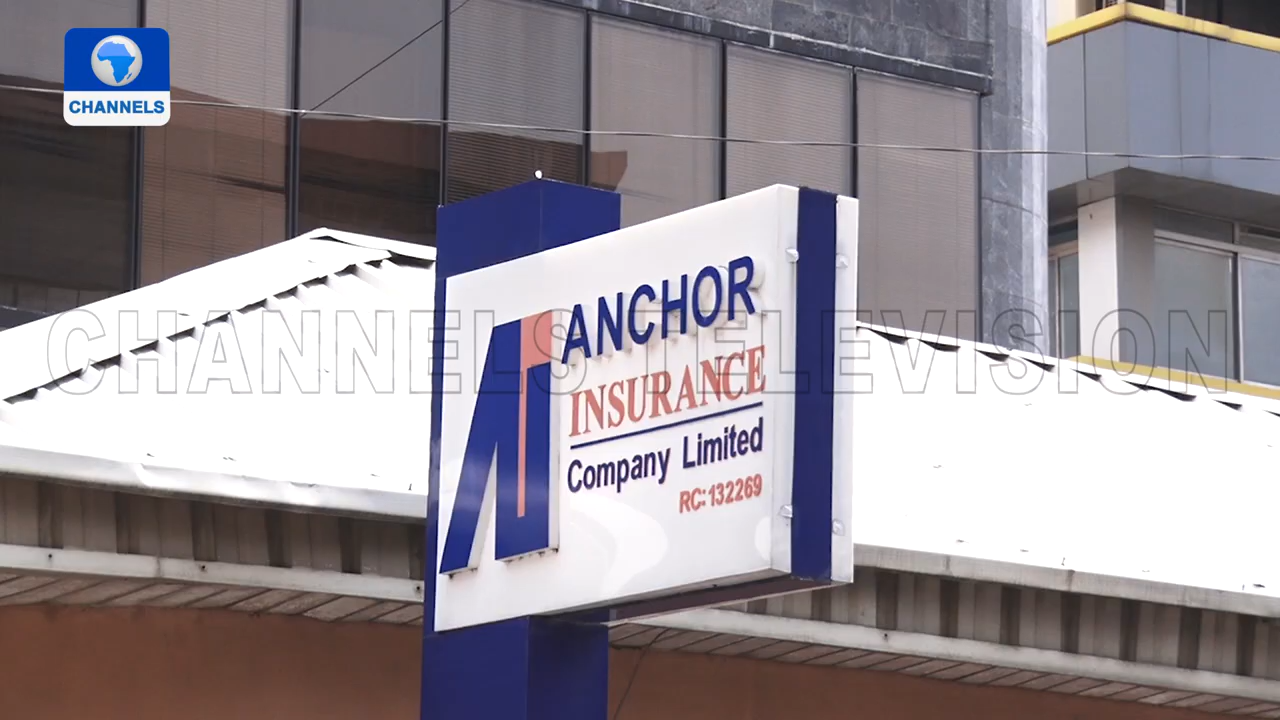 CHANNELS
CHANNELS TELEVISION
ANCHOR
INSURANCE
Company Limited
RC: 132269